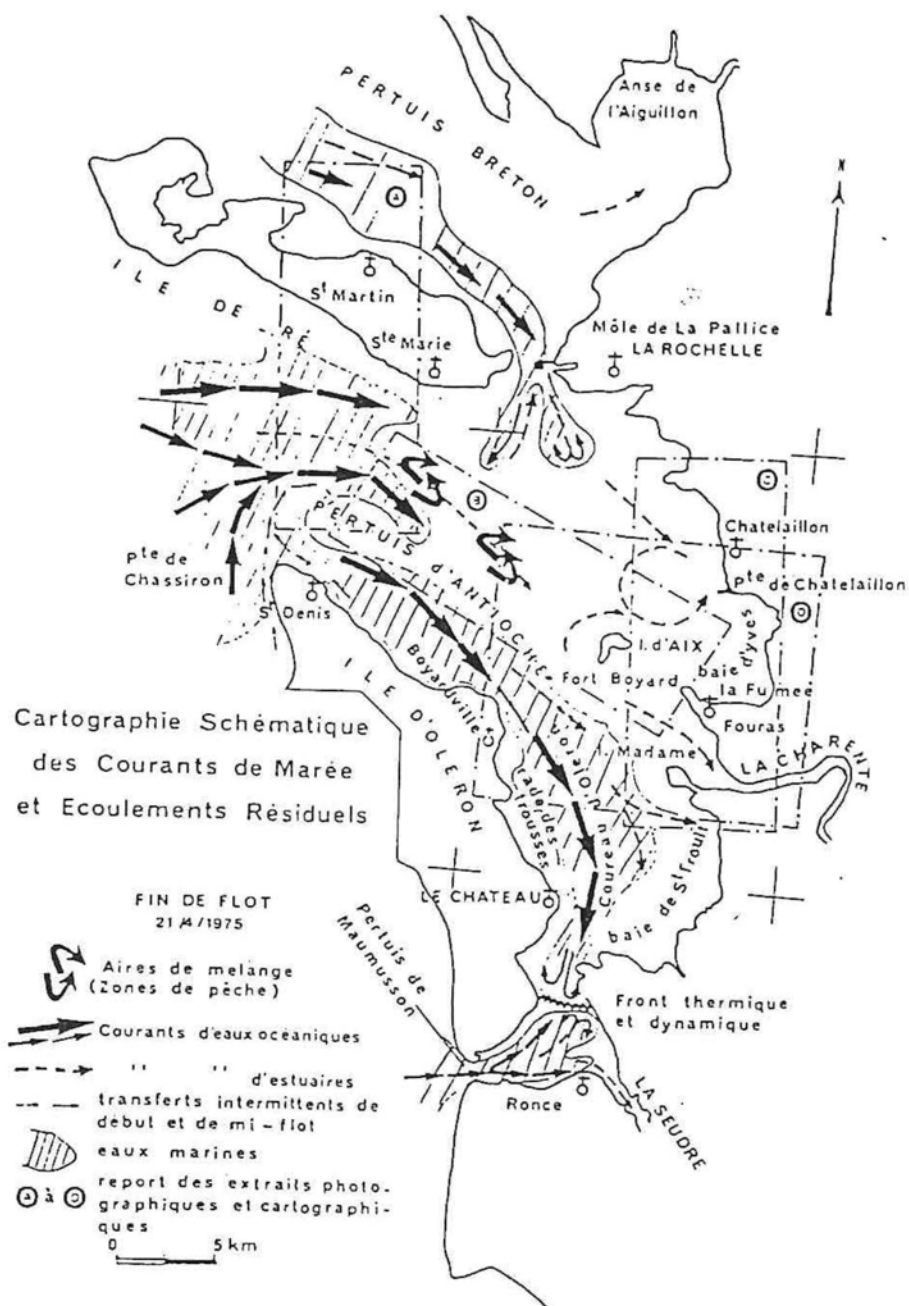 Anse de
l'Aiguillon
PERTUIS
BRETON
N
A
ILE DE RÉ
St Martin
Ste Marie
Môle de La Pallice
LA ROCHELLE
B
C
PERTUIS
d'ANTIOCHE
Chatelaillon
Pte de
Chassiron
Pte de Chatelaillon
St Denis
D
I. d'AIX
baie
d'yves
Boyardville
Fort Boyard
la Fumée
Fouras
ILE D'OLERON
Madame
LA CHARENTE
Cartographie Schématique
des Courants de Marée
et Ecoulements Résiduels
rade des
Trousses
Coureau
d'Oleron
LE CHATEAU
baie de St Frouit
FIN DE FLOT
21/4/1975
Pertuis de
Maumusson
Aires de mélange
(Zones de pêche)
Front thermique
et dynamique
Courants d'eaux océaniques
" " d'estuaires
Ronce
LA SEUDRE
transferts intermittents de
début et de mi-flot
eaux marines
A à D report des extraits photo-
graphiques et cartographi-
ques
0 5 km